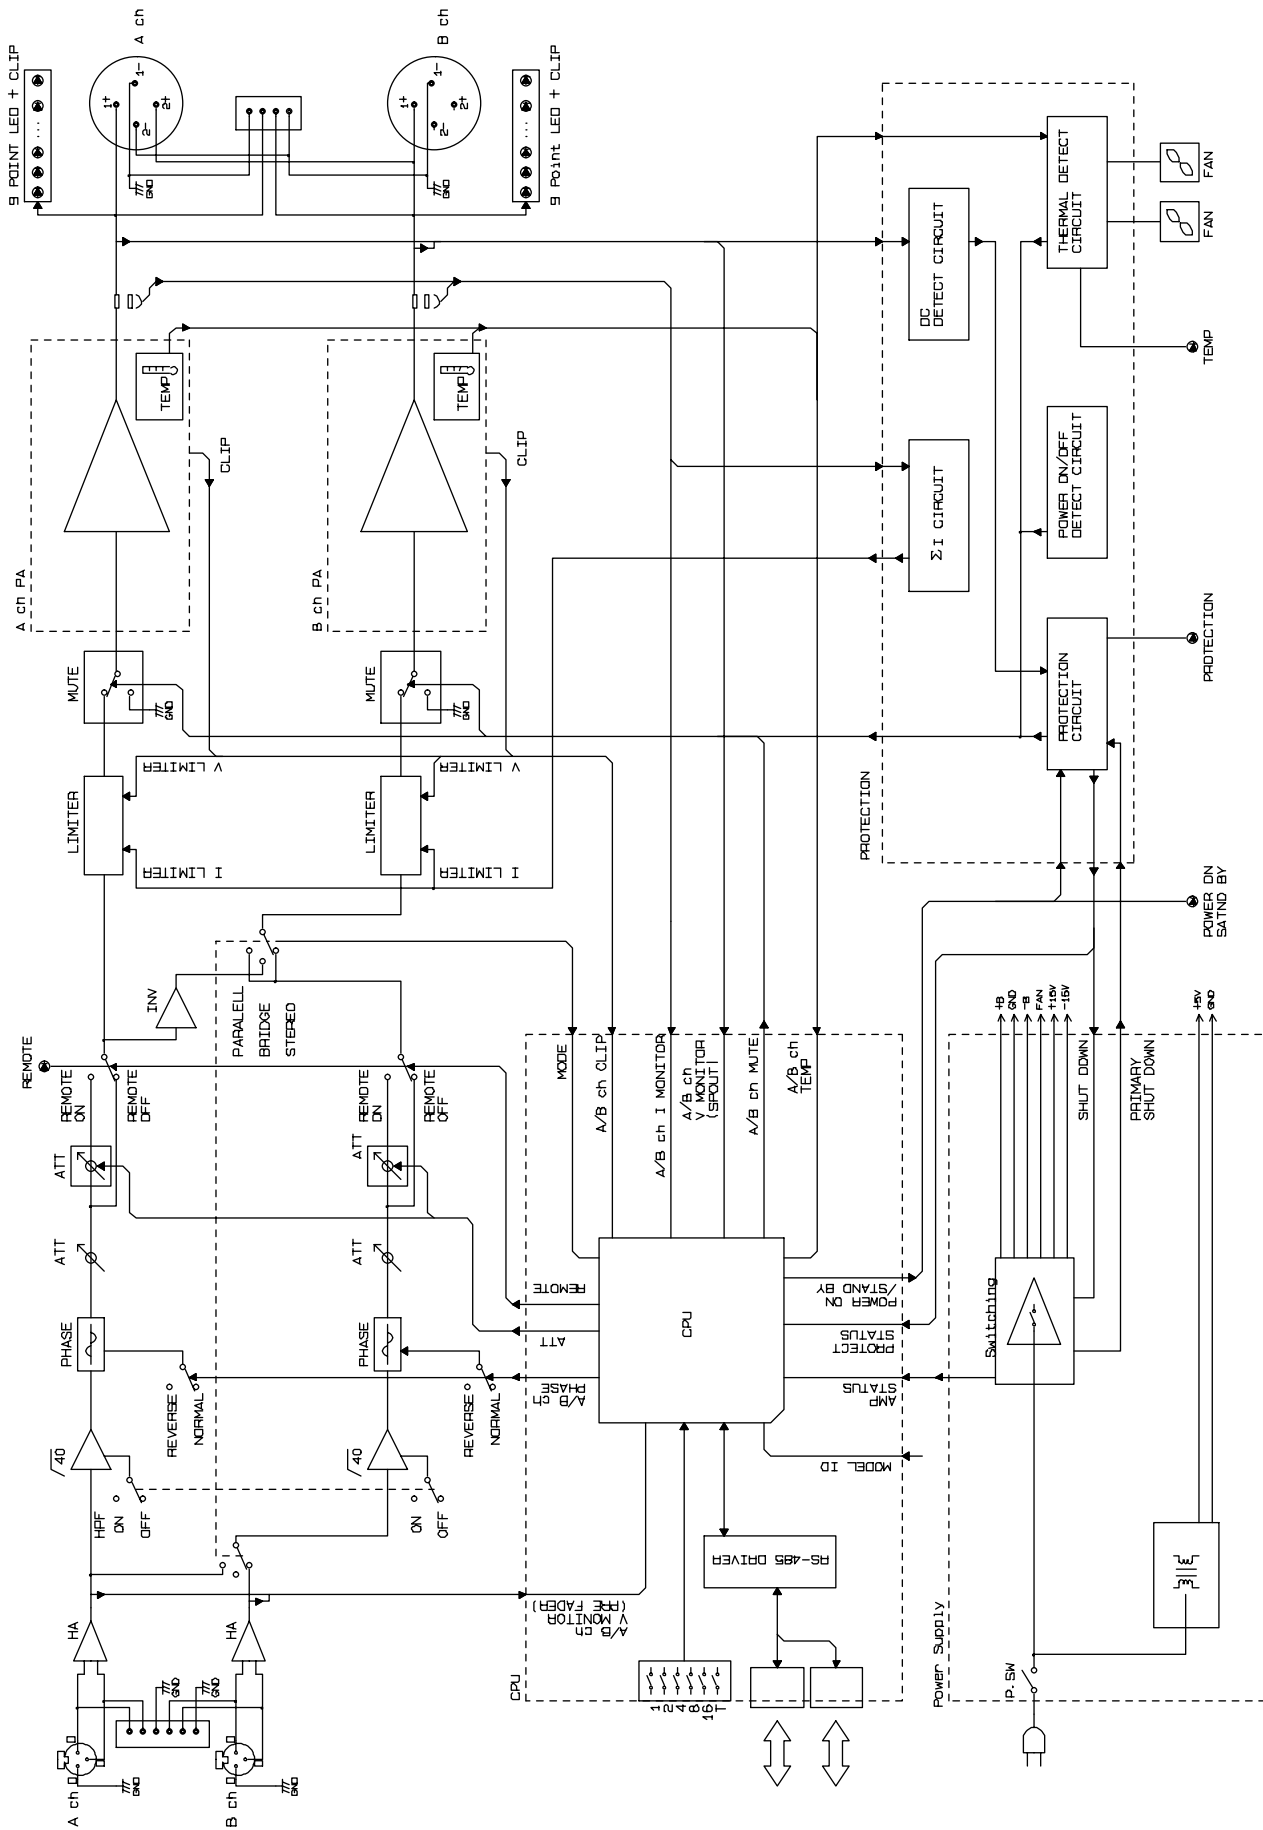 A ch
HA
HPF
ON
OFF
40
PHASE
REVERSE
NORMAL
ATT
ATT
REMOTE
REMOTE
ON
REMOTE
OFF
INV
PARALELL
BRIDGE
STEREO
LIMITER
I LIMITER
V LIMITER
MUTE
GND
A ch PA
TEMP
CLIP
9 POINT LED + CLIP
1+
1-
2+
2-
A ch
GND
GND
GND
GND
B ch
GND
HA
40
ON
OFF
PHASE
REVERSE
NORMAL
ATT
ATT
REMOTE
ON
REMOTE
OFF
LIMITER
I LIMITER
V LIMITER
MUTE
GND
B ch PA
TEMP
CLIP
1+
1-
2+
2-
B ch
GND
9 Point LED + CLIP
CPU
A/B ch
V MONITOR
(PRE FADER)
A/B ch
PHASE
ATT
REMOTE
MODE
A/B ch CLIP
A/B ch I MONITOR
A/B ch
V MONITOR
(SPOUT)
A/B ch MUTE
A/B ch
TEMP
CPU
1
2
4
8
16
T
RS-485 DRIVER
MODEL ID
AMP
STATUS
PROTECT
STATUS
POWER ON
/STAND BY
PROTECTION
PROTECTION
CIRCUIT
Σ I CIRCUIT
POWER ON/OFF
DETECT CIRCUIT
DC
DETECT CIRCUIT
THERMAL DETECT
CIRCUIT
FAN
FAN
TEMP
PROTECTION
POWER ON
SATND BY
Power Supply
P.SW
Switching
+B
GND
-B
FAN
+15V
-15V
SHUT DOWN
PRIMARY
SHUT DOWN
+5V
GND